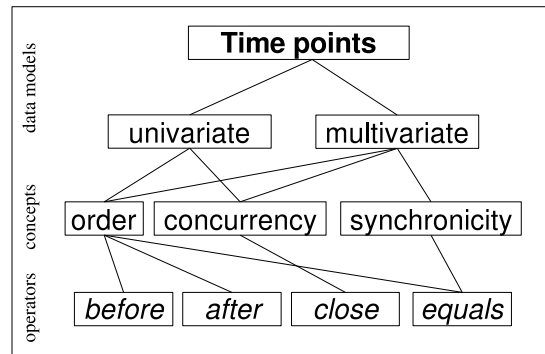 Time points
data models
univariate multivariate
concepts
order concurrency synchronicity
operators
before after close equals